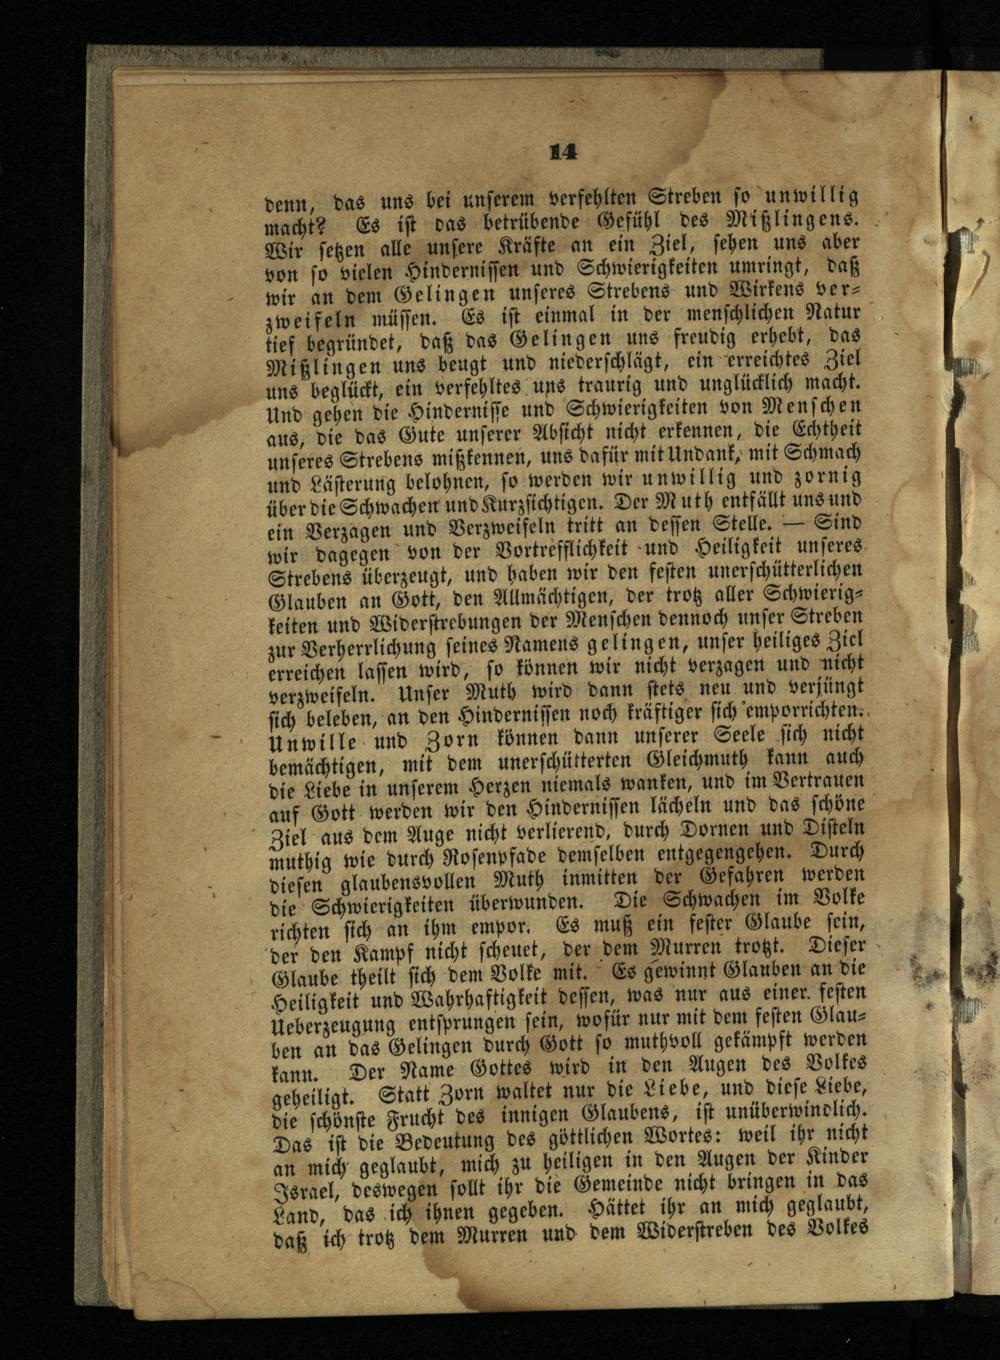 14
denn, das uns bei unserem verfehlten Streben so unwillig
macht? Es ist das betrübende Gefühl des Mißlingens.
Wir setzen alle unsere Kräfte an ein Ziel, sehen uns aber
von so vielen Hindernissen und Schwierigkeiten umringt, daß
wir an dem Gelingen unseres Strebens und Wirkens ver-
zweifeln müssen. Es ist einmal in der menschlichen Natur
tief begründet, daß das Gelingen uns freudig erhebt, das
Mißlingen uns beugt und niederschlägt, ein erreichtes Ziel
uns beglückt, ein verfehltes uns traurig und unglücklich macht.
Und gehen die Hindernisse und Schwierigkeiten von Menschen
aus, die das Gute unserer Absicht nicht erkennen, die Echtheit
unseres Strebens mißkennen, uns dafür mit Undank, mit Schmach
und Lästerung belohnen, so werden wir unwillig und zornig
über die Schwachen und Kurzsichtigen. Der Muth entfällt uns und
ein Verzagen und Verzweifeln tritt an dessen Stelle. — Sind
wir dagegen von der Vortrefflichkeit und Heiligkeit unseres
Strebens überzeugt, und haben wir den festen unerschütterlichen
Glauben an Gott, den Allmächtigen, der trotz aller Schwierig-
keiten und Widerstrebungen der Menschen dennoch unser Streben
zur Verherrlichung seines Namens gelingen, unser heiliges Ziel
erreichen lassen wird, so können wir nicht verzagen und nicht
verzweifeln. Unser Muth wird dann stets neu und verjüngt
sich beleben, an den Hindernissen noch kräftiger sich emporrichten.
Unwille und Zorn können dann unserer Seele sich nicht
bemächtigen, mit dem unerschütterten Gleichmuth kann auch
die Liebe in unserem Herzen niemals wanken, und im Vertrauen
auf Gott werden wir den Hindernissen lächeln und das schöne
Ziel aus dem Auge nicht verlierend, durch Dornen und Disteln
muthig wie durch Rosenpfade demselben entgegengehen. Durch
diesen glaubensvollen Muth inmitten der Gefahren werden
die Schwierigkeiten überwunden. Die Schwachen im Volke
richten sich an ihm empor. Es muß ein fester Glaube sein,
der den Kampf nicht scheuet, der dem Murren trotzt. Dieser
Glaube theilt sich dem Volke mit. Es gewinnt Glauben an die
Heiligkeit und Wahrhaftigkeit dessen, was nur aus einer festen
Ueberzeugung entsprungen sein, wofür nur mit dem festen Glau-
ben an das Gelingen durch Gott so muthvoll gekämpft werden
kann. Der Name Gottes wird in den Augen des Volkes
geheiligt. Statt Zorn waltet nur die Liebe, und diese Liebe,
die schönste Frucht des innigen Glaubens, ist unüberwindlich.
Das ist die Bedeutung des göttlichen Wortes: weil ihr nicht
an mich geglaubt, mich zu heiligen in den Augen der Kinder
Israel, deswegen sollt ihr die Gemeinde nicht bringen in das
Land, das ich ihnen gegeben. Hättet ihr an mich geglaubt,
daß ich trotz dem Murren und dem Widerstreben des Volkes